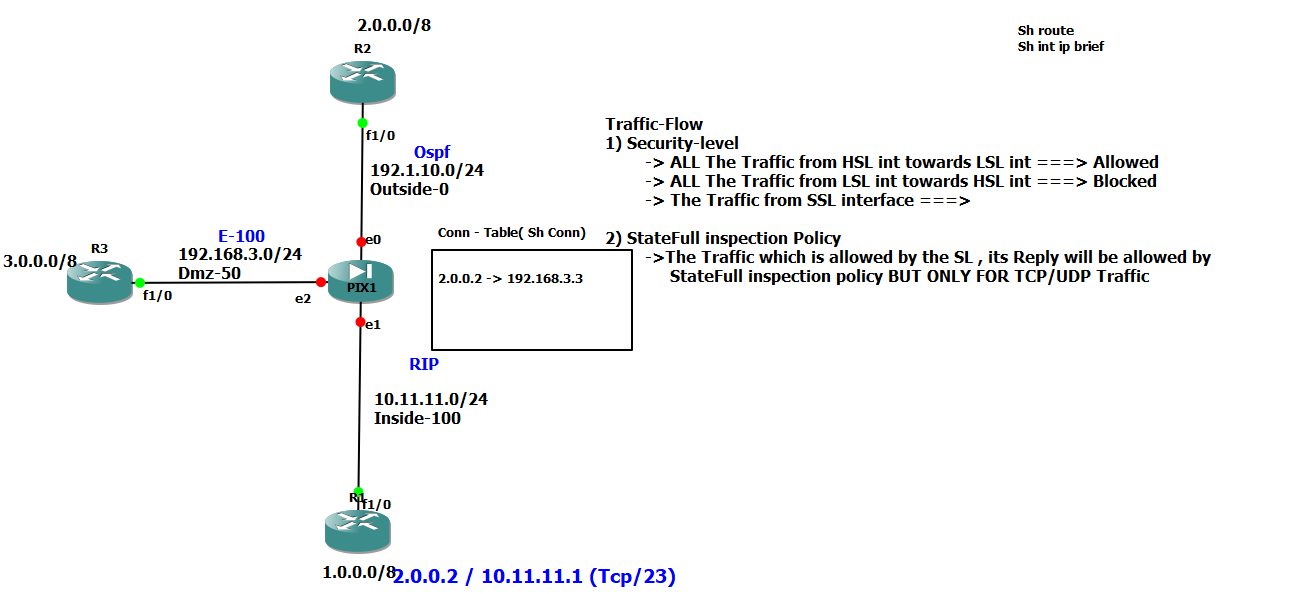 2.0.0.0/8
R2
f1/0
Ospf
192.1.10.0/24
Outside-0
e0
R3
3.0.0.0/8
E-100
192.168.3.0/24
Dmz-50
f1/0
e2
PIX1
e1
Conn - Table( Sh Conn)
2.0.0.2 -> 192.168.3.3
RIP
10.11.11.0/24
Inside-100
R1
f1/0
1.0.0.0/8
2.0.0.2 / 10.11.11.1 (Tcp/23)
Sh route
Sh int ip brief
Traffic-Flow
1) Security-level
-> ALL The Traffic from HSL int towards LSL int ===> Allowed
-> ALL The Traffic from LSL int towards HSL int ===> Blocked
-> The Traffic from SSL interface ===>
2) StateFull inspection Policy
->The Traffic which is allowed by the SL , its Reply will be allowed by
StateFull inspection policy BUT ONLY FOR TCP/UDP Traffic